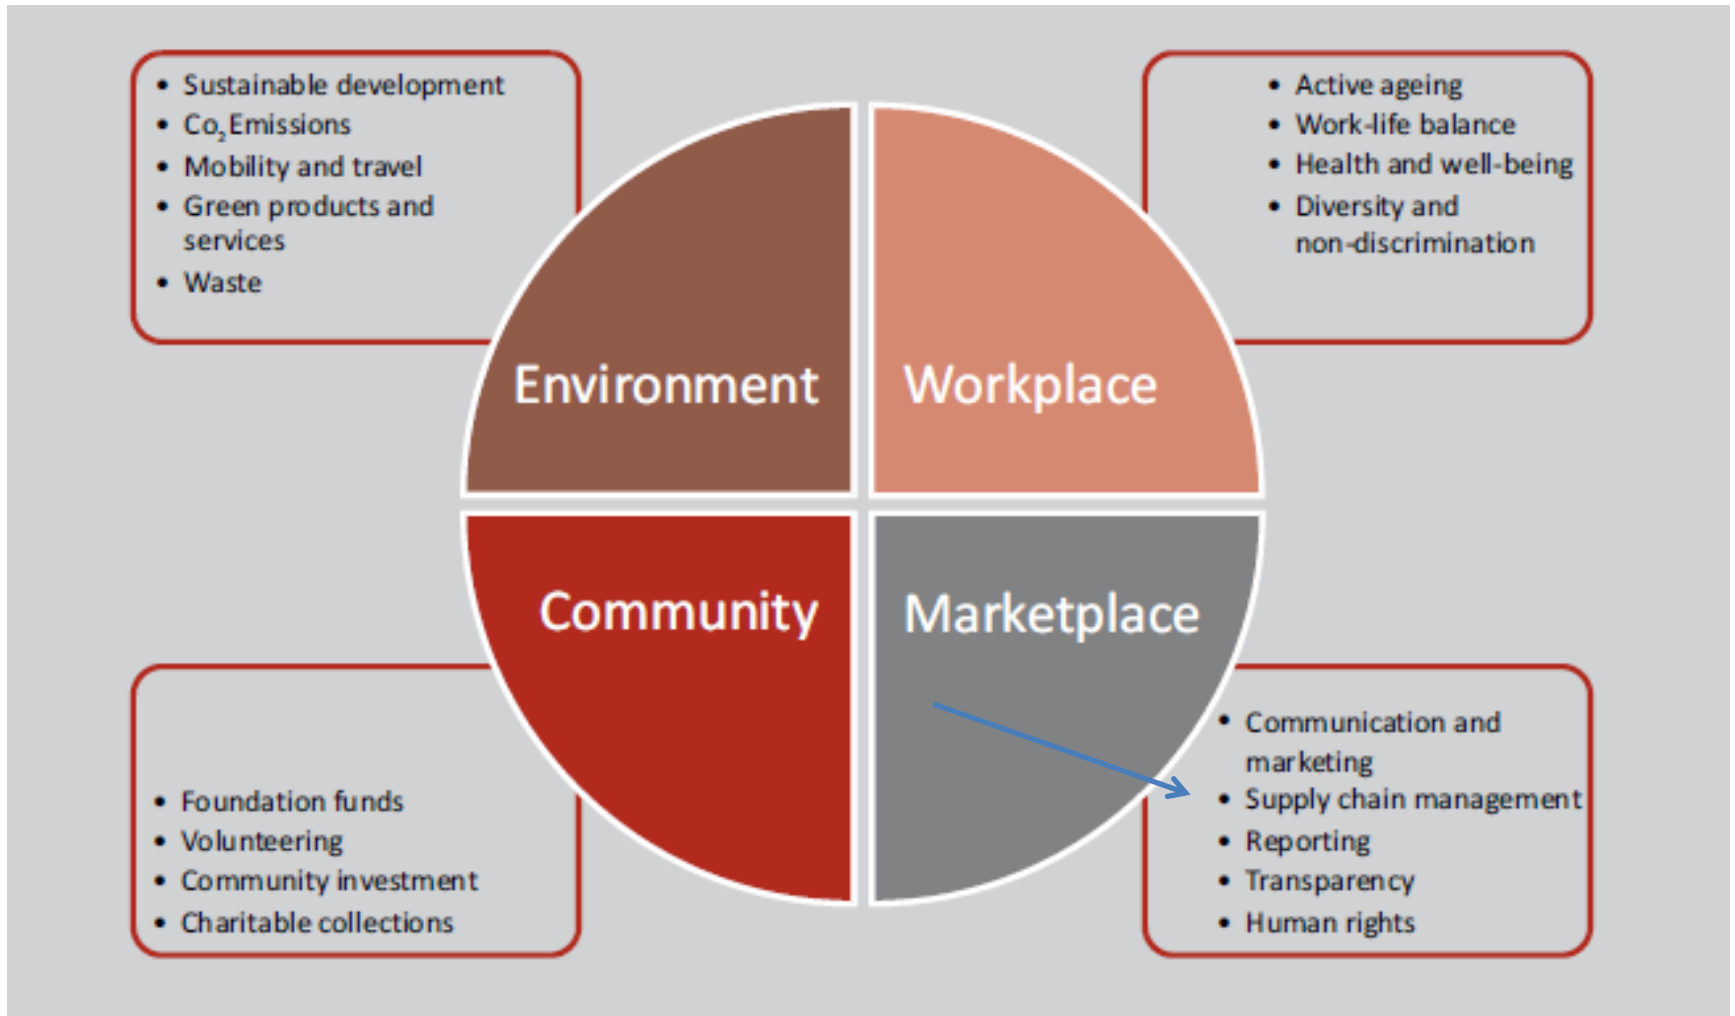 • Sustainable development
• Co₂ Emissions
• Mobility and travel
• Green products and
services
• Waste
• Active ageing
• Work-life balance
• Health and well-being
• Diversity and
non-discrimination
Environment
Workplace
Community
Marketplace
• Foundation funds
• Volunteering
• Community investment
• Charitable collections
• Communication and
marketing
• Supply chain management
• Reporting
• Transparency
• Human rights